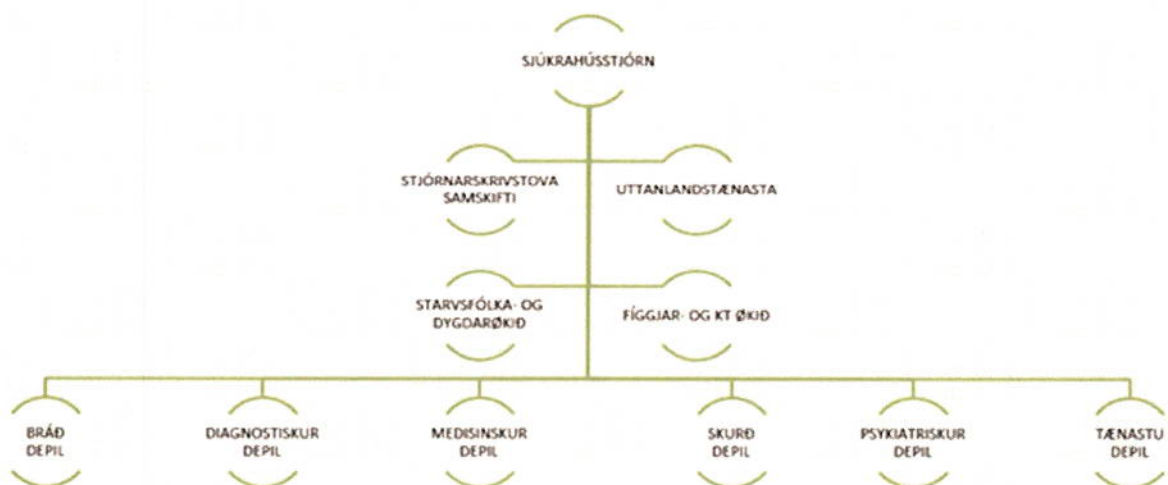 SJÚKRAHÚSSTJÓRN
STJÓRNARSKRIVSTOVA
SAMSKIFTI
UTTANLANDSTÆNASTA
STARVSFÓLKA- OG
DYGDARØKIÐ
FÍGGJAR- OG KT ØKIÐ
BRÁÐ
DEPIL
DIAGNOSTISKUR
DEPIL
MEDISINSKUR
DEPIL
SKURÐ
DEPIL
PSYKIATRISKUR
DEPIL
TÆNASTU
DEPIL